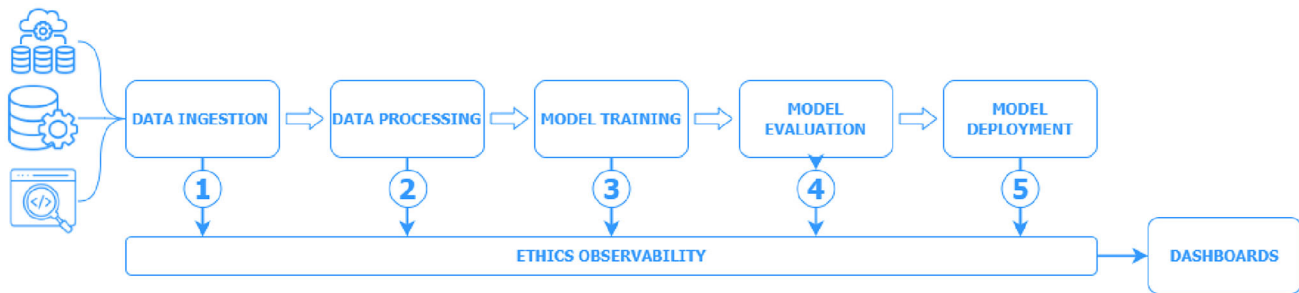 DATA INGESTION
DATA PROCESSING
MODEL TRAINING
MODEL
EVALUATION
MODEL
DEPLOYMENT
</>
1
2
3
4
5
ETHICS OBSERVABILITY
DASHBOARDS